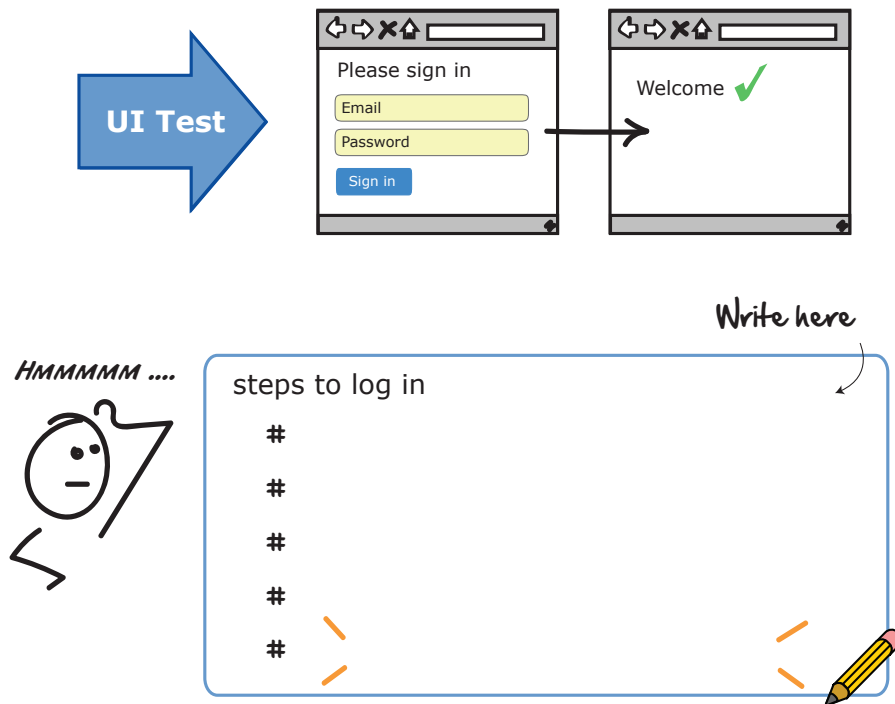 UI Test
Please sign in
Email
Password
Sign in
Welcome
Write here
HMMMMM ....
steps to log in
#
#
#
#
#